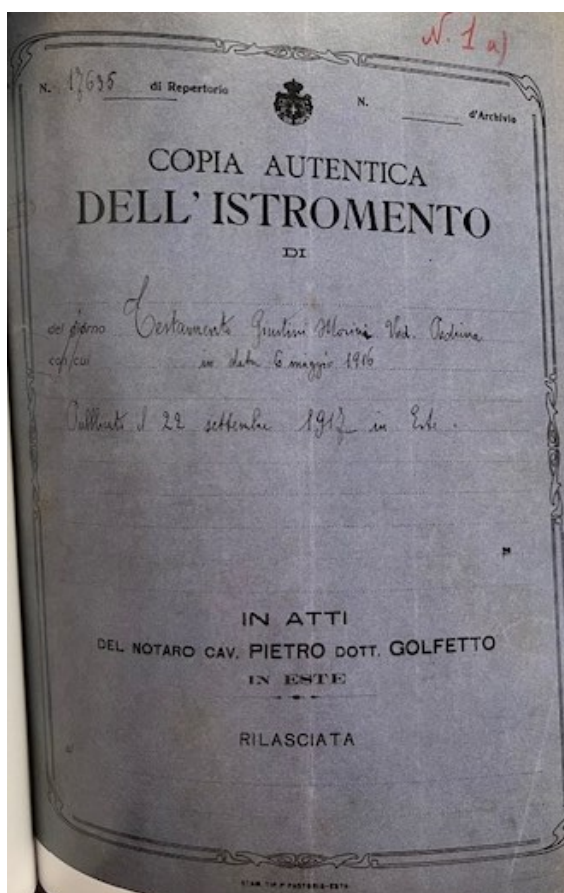 N. 1 a)
N. 17635 di Repertorio N. d'Archivio
COPIA AUTENTICA
DELL'ISTROMENTO
DI
del giorno Testamento Giustini Morini Ved. Pedrina
con cui in data 6 maggio 1916
Pubblicato il 22 settembre 1917 in Este.
IN ATTI
DEL NOTARO CAV. PIETRO DOTT. GOLFETTO
IN ESTE
RILASCIATA